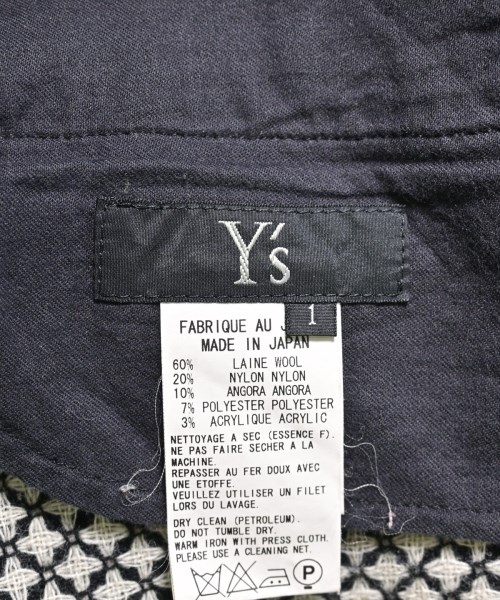 Y's
1
FABRIQUE AU J
MADE IN JAPAN
60% LAINE WOOL
20% NYLON NYLON
10% ANGORA ANGORA
7% POLYESTER POLYESTER
3% ACRYLIQUE ACRYLIC
NETTOYAGE A SEC (ESSENCE F).
NE PAS FAIRE SECHER A LA
MACHINE.
REPASSER AU FER DOUX AVEC
UNE ETOFFE.
VEUILLEZ UTILISER UN FILET
LORS DU LAVAGE.
DRY CLEAN (PETROLEUM).
DO NOT TUMBLE DRY.
WARM IRON WITH PRESS CLOTH.
PLEASE USE A CLEANING NET.
P